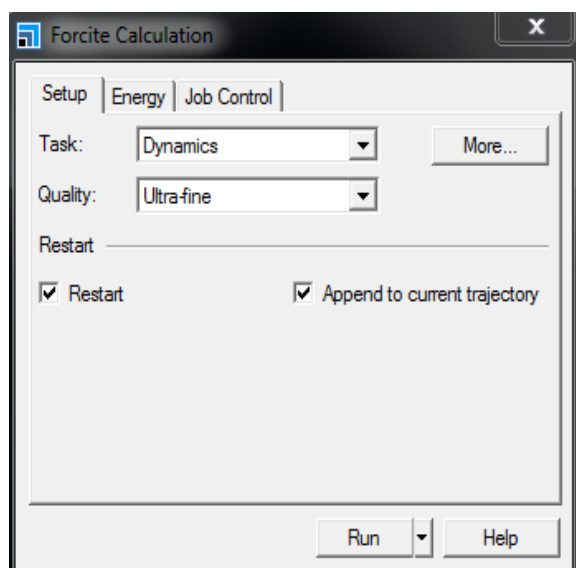 Forcite Calculation
x
Setup Energy Job Control
Task: Dynamics More...
Quality: Ultra-fine
Restart
Restart Append to current trajectory
Run Help